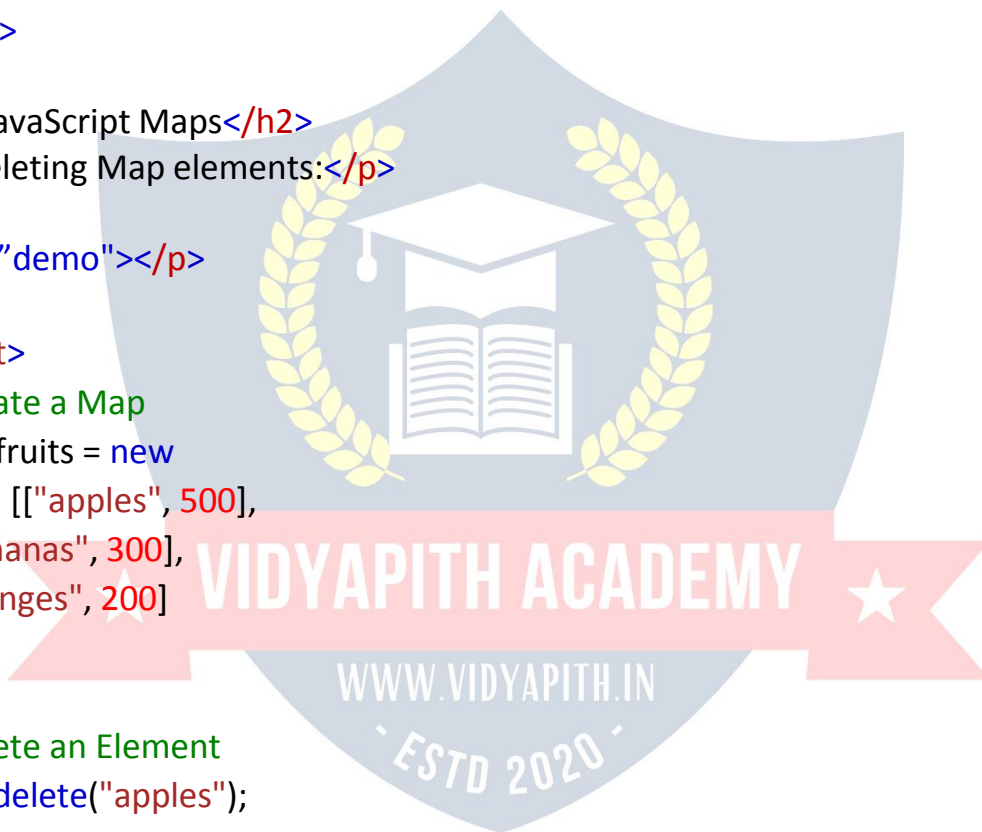 >
avaScript Maps</h2>
eleting Map elements:</p>
”demo"></p>
t>
ate a Map
fruits = new
[["apples", 500],
nanas", 300],
nges", 200]
VIDYAPITH ACADEMY
WWW.VIDYAPITH.IN
ete an Element
delete("apples");
- ESTD 2020 -